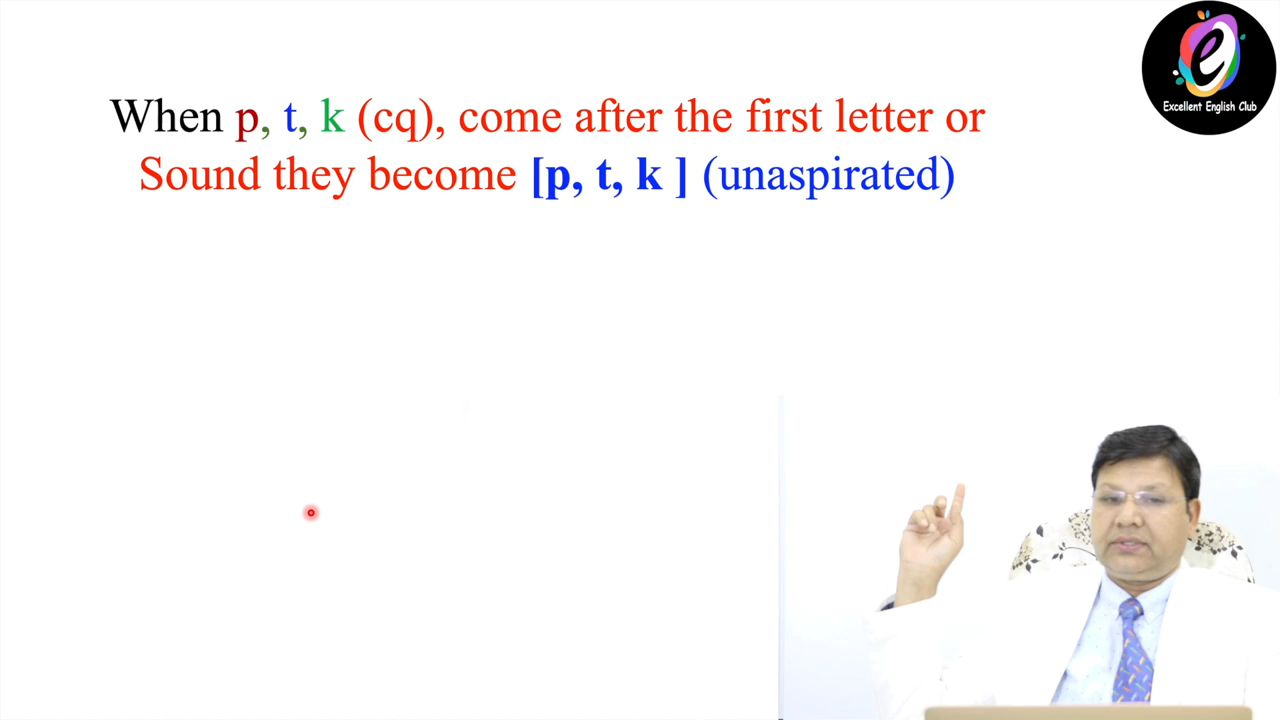 When p, t, k (cq), come after the first letter or
Sound they become [p, t, k ] (unaspirated)
e
Excellent English Club